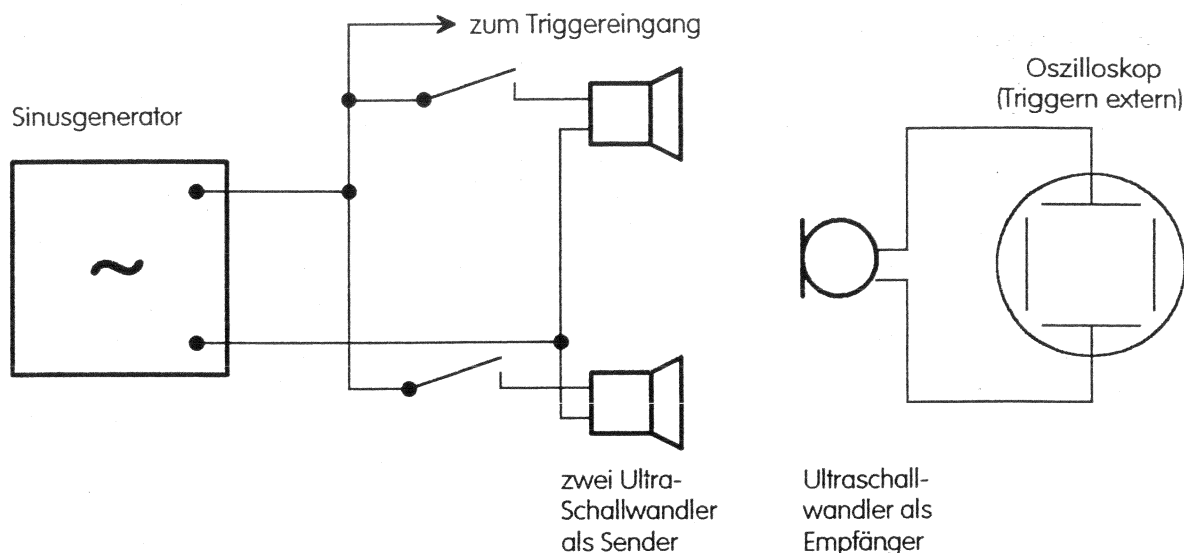 zum Triggereingang
Oszilloskop
(Triggern extern)
Sinusgenerator
~
zwei Ultra-
Schallwandler
als Sender
Ultraschall-
wandler als
Empfänger